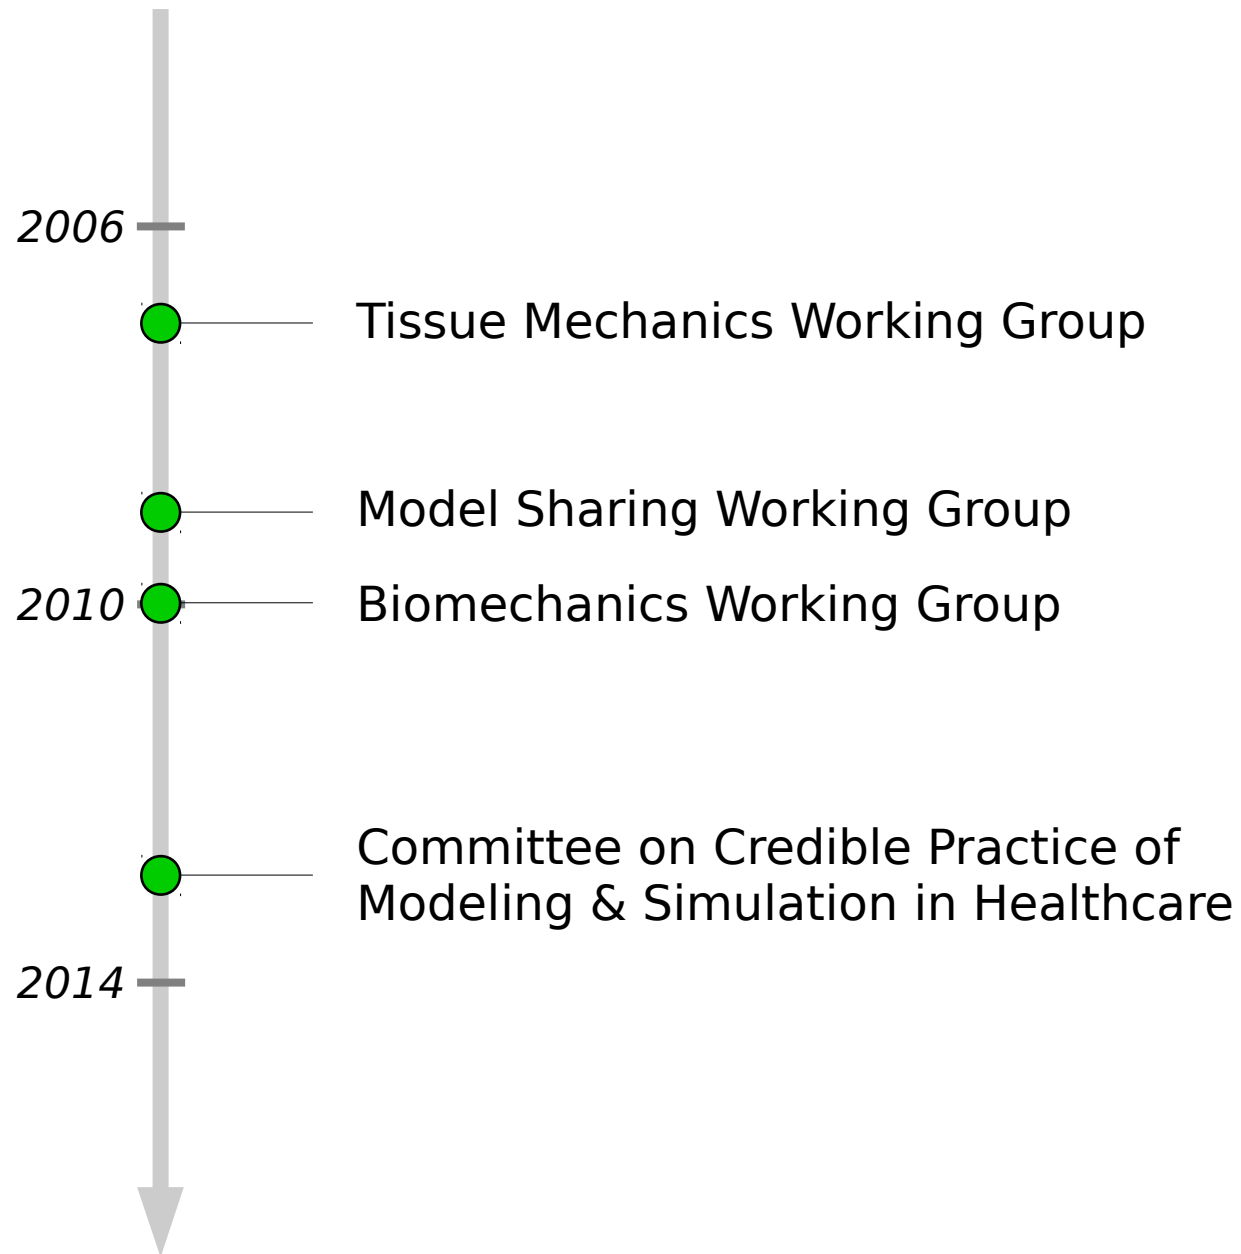 2006
Tissue Mechanics Working Group
Model Sharing Working Group
2010
Biomechanics Working Group
Committee on Credible Practice of
Modeling & Simulation in Healthcare
2014